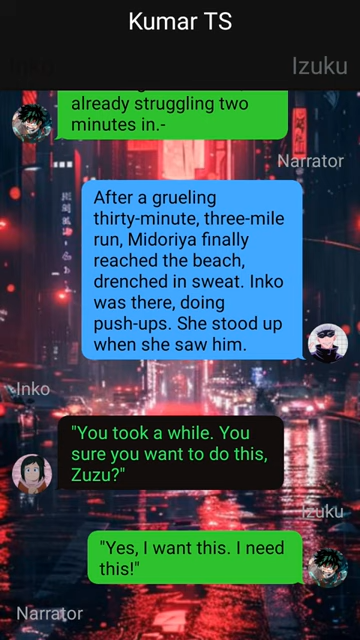 Kumar TS
Inko
Izuku
already struggling two
minutes in.-
Narrator
After a grueling
thirty-minute, three-mile
run, Midoriya finally
reached the beach,
drenched in sweat. Inko
was there, doing
push-ups. She stood up
when she saw him.
Inko
"You took a while. You
sure you want to do this,
Zuzu?"
Izuku
"Yes, I want this. I need
this!"
Narrator